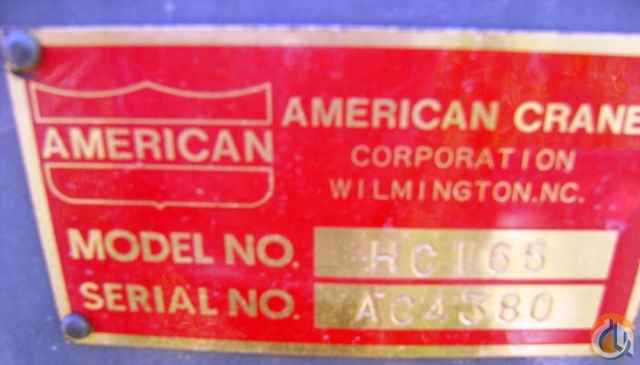 AMERICAN
AMERICAN CRANE
CORPORATION
WILMINGTON.NC.
MODEL NO. HC165
SERIAL NO. AC4380